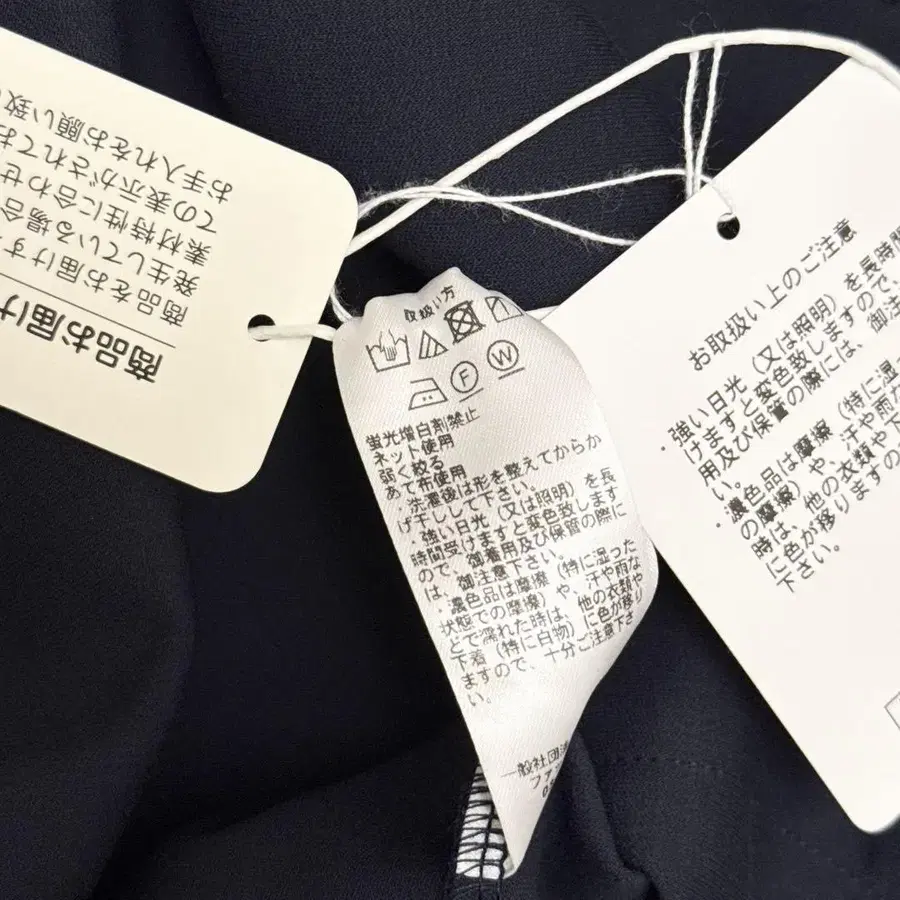 商品お届け
商品をお届けす
発生している場合
素材特性に合わせ
ての表示がされてお
お手入れをお願い致
取扱い方
F
W
蛍光増白剤禁止
ネット使用
弱く絞る
あて布使用
・洗濯後は形を整えてからか
げ干しして下さい。
・強い日光（又は照明）を長
時間受けますと変色致します
ので、御着用及び保管の際に
は、御注意下さい。
・濃色品は摩擦（特に湿った
状態での摩擦）や、汗や雨な
どで濡れた時は、他の衣類や
下着（特に白物）に色が移り
ますので、十分ご注意下さ
い。
一般社団法
ファ
お取扱い上のご注意
・強い日光（又は照明）を長時間
けますと変色致しますので、
用及び保管の際には、御注
い。
・濃色品は摩擦（特に湿っ
の摩擦）や、汗や雨な
時は、他の衣類や下
に色が移りますの
下さい。